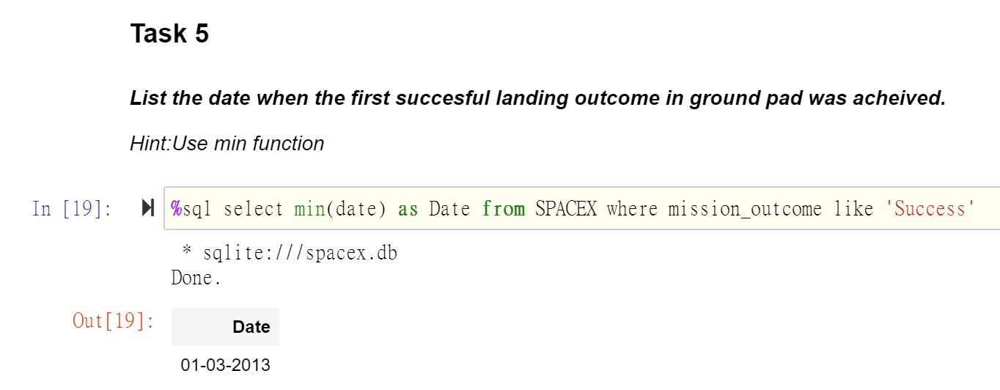 Task 5
List the date when the first succesful landing outcome in ground pad was acheived.
Hint:Use min function
In [19]: %sql select min(date) as Date from SPACEX where mission_outcome like 'Success'
* sqlite:///spacex.db
Done.
Out[19]: Date
01-03-2013